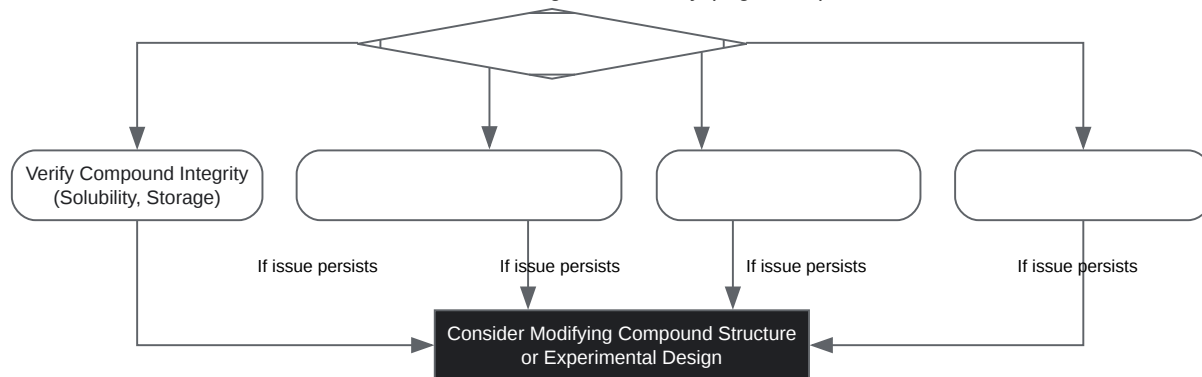 Verify Compound Integrity
(Solubility, Storage)
If issue persists
If issue persists
If issue persists
If issue persists
Consider Modifying Compound Structure
or Experimental Design